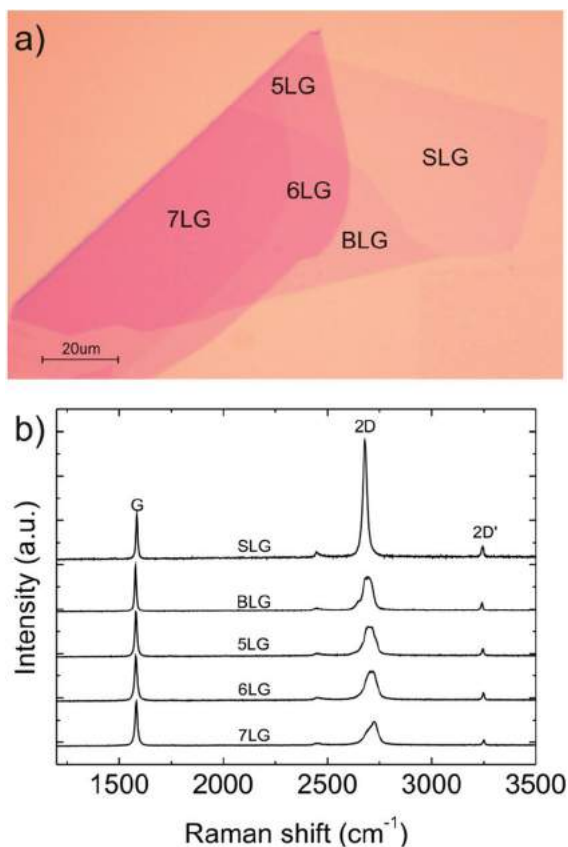 a)
5LG
SLG
6LG
7LG
BLG
20um
b)
2D
G
2D'
SLG
BLG
5LG
6LG
7LG
Intensity (a.u.)
1500 2000 2500 3000 3500
Raman shift (cm⁻¹)